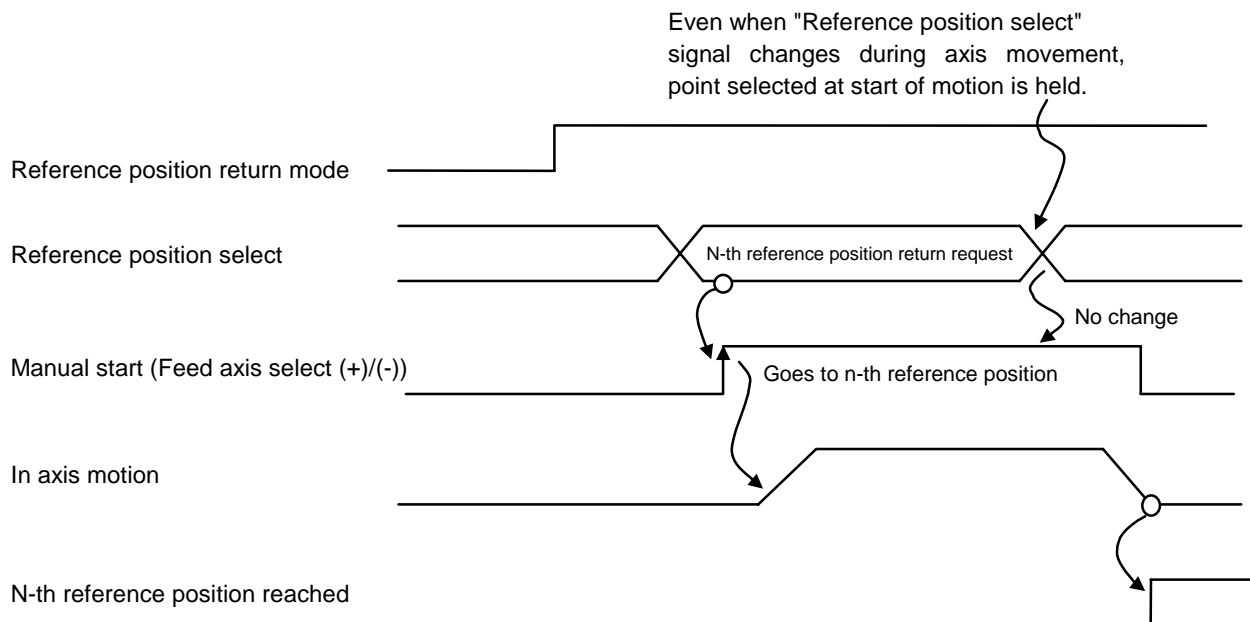 Even when "Reference position select"
signal changes during axis movement,
point selected at start of motion is held.
Reference position return mode
Reference position select
N-th reference position return request
No change
Manual start (Feed axis select (+)/(-))
Goes to n-th reference position
In axis motion
N-th reference position reached